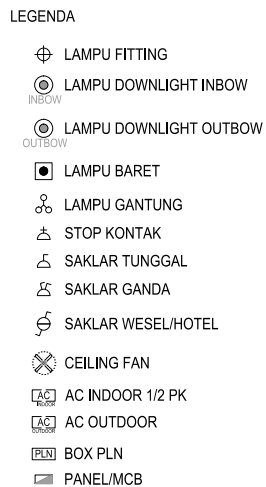 LEGENDA
LAMPU FITTING
LAMPU DOWNLIGHT INBOW
INBOW
LAMPU DOWNLIGHT OUTBOW
OUTBOW
LAMPU BARET
LAMPU GANTUNG
STOP KONTAK
SAKLAR TUNGGAL
SAKLAR GANDA
SAKLAR WESEL/HOTEL
CEILING FAN
AC AC INDOOR 1/2 PK
INDOOR
AC AC OUTDOOR
OUTDOOR
PLN BOX PLN
PANEL/MCB